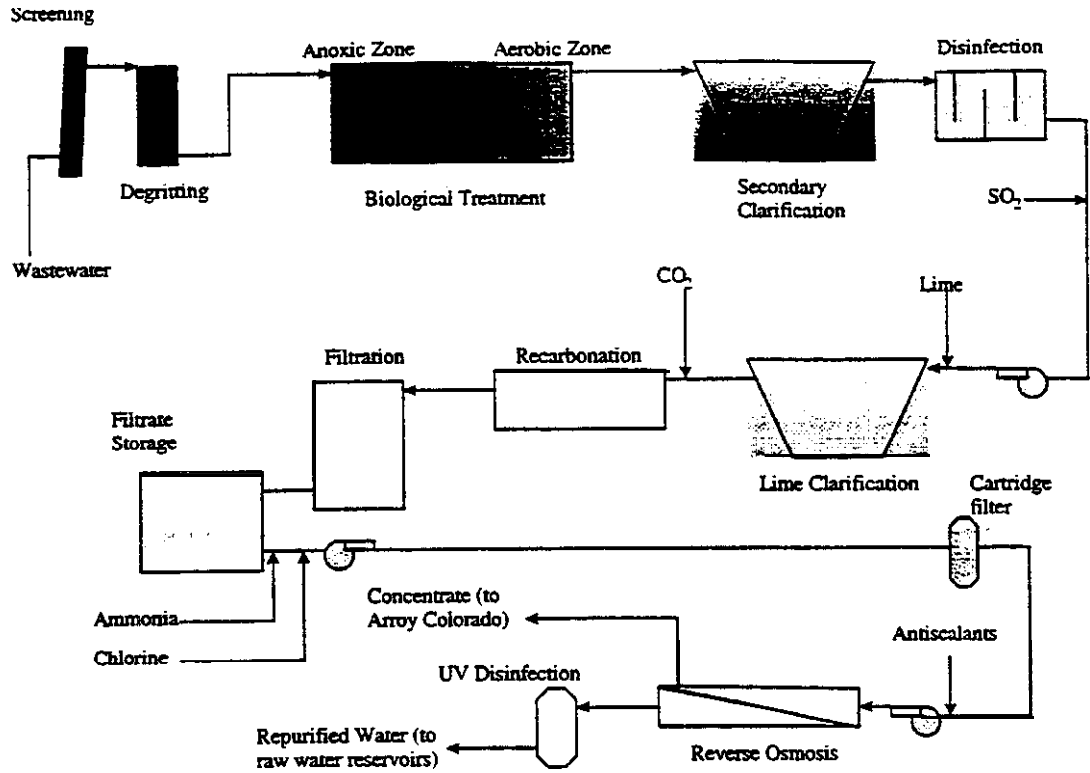 Screening
Anoxic Zone
Aerobic Zone
Disinfection
Degritting
Biological Treatment
Secondary
Clarification
SO2
Wastewater
CO2
Lime
Filtration
Recarbonation
Filtrate
Storage
Lime Clarification
Cartridge
filter
Ammonia
Chlorine
Concentrate (to
Arroy Colorado)
Antiscalants
UV Disinfection
Repurified Water (to
raw water reservoirs)
Reverse Osmosis